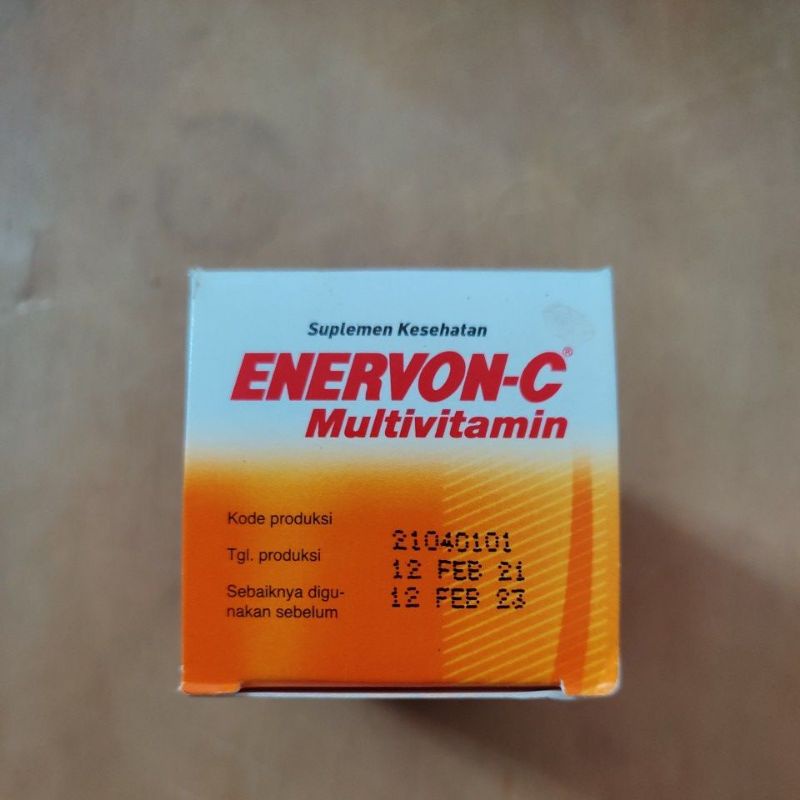 Suplemen Kesehatan
ENERVON-C®
Multivitamin
Kode produksi
21040101
Tgl. produksi
12 FEB 21
Sebaiknya digu-
nakan sebelum
12 FEB 23